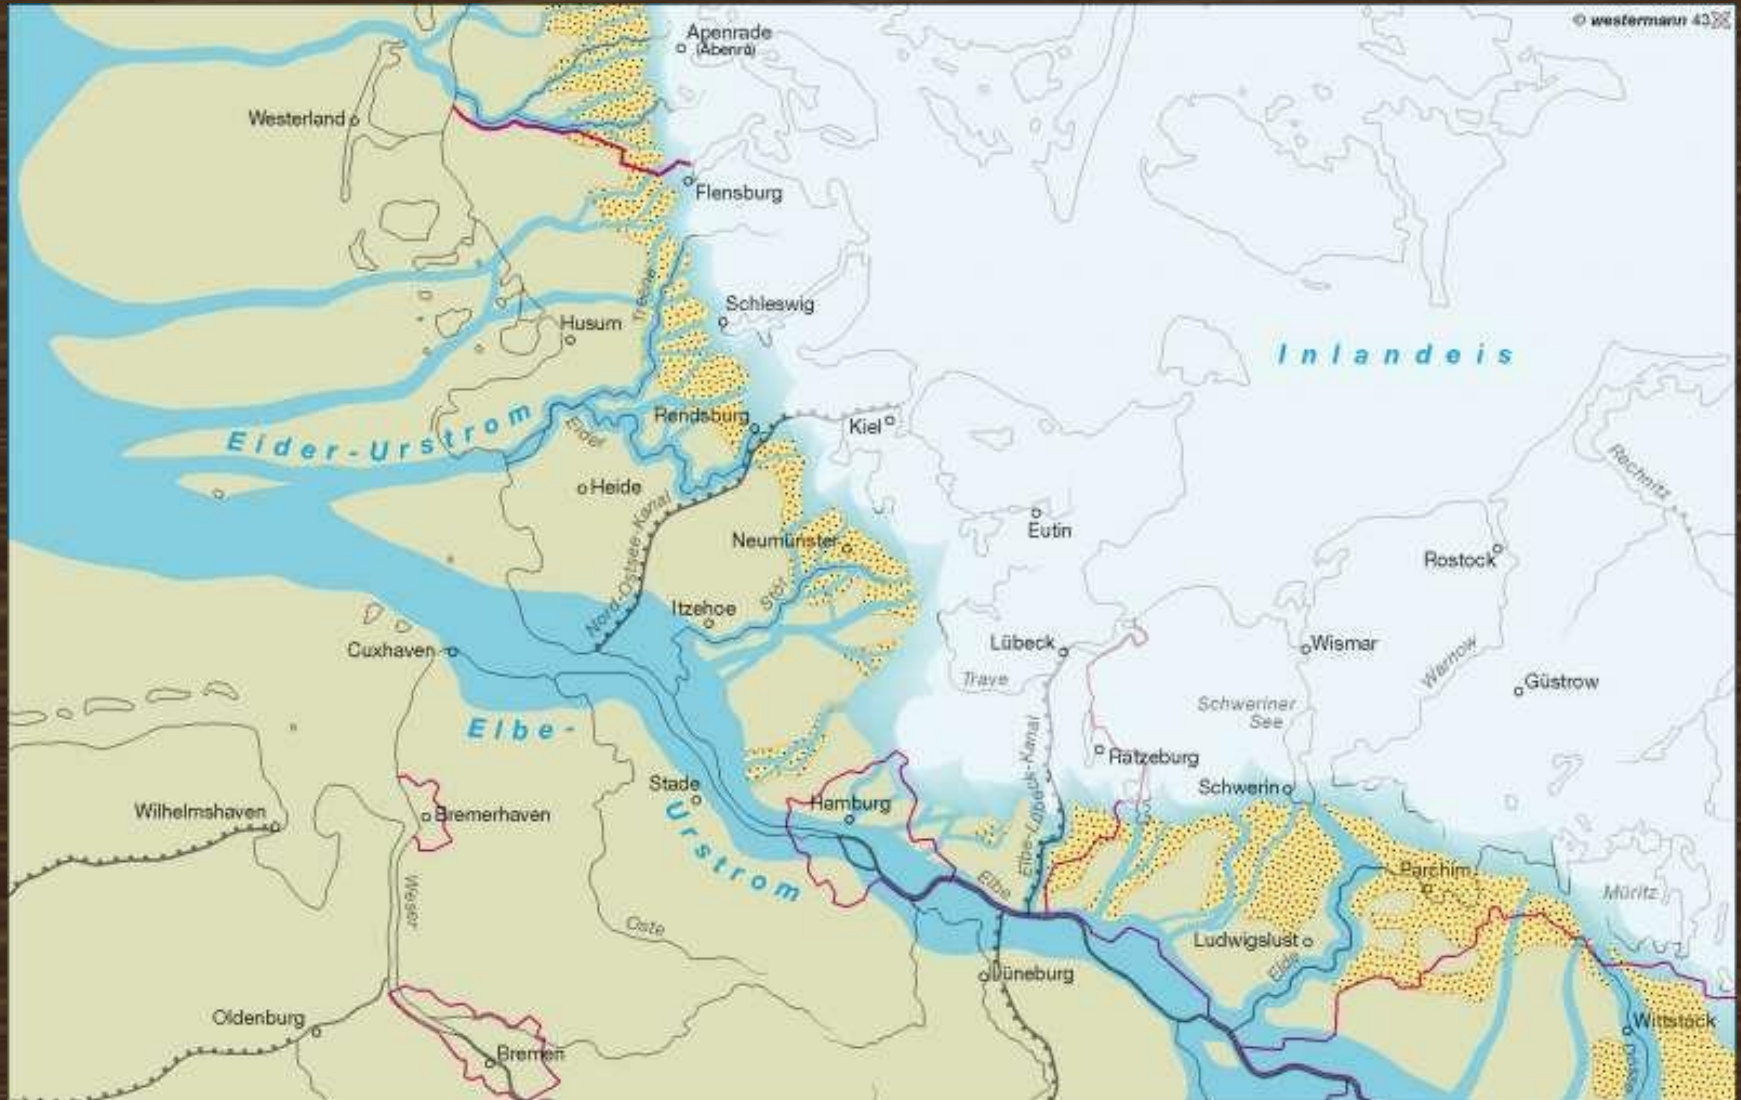 © westermann
Apenrade
(Åbenrå)
Westerland
Flensburg
Treene
Schleswig
Husum
Inlandeis
Eider-Urstrom
Eider
Rendsburg
Kiel
Rechnitz
Heide
Nord-Ostsee-Kanal
Neumünster
Eutin
Rostock
Itzehoe
Stör
Cuxhaven
Lübeck
Wismar
Trave
Warnow
Güstrow
Schweriner
See
Elbe-
Urstrom
Elbe-Lübeck-Kanal
Ratzeburg
Stade
Schwerin
Wilhelmshaven
Bremerhaven
Hamburg
Parchim
Müritz
Weser
Elbe
Oste
Ludwigslust
Elde
Lüneburg
Oldenburg
Wittstock
Bremen